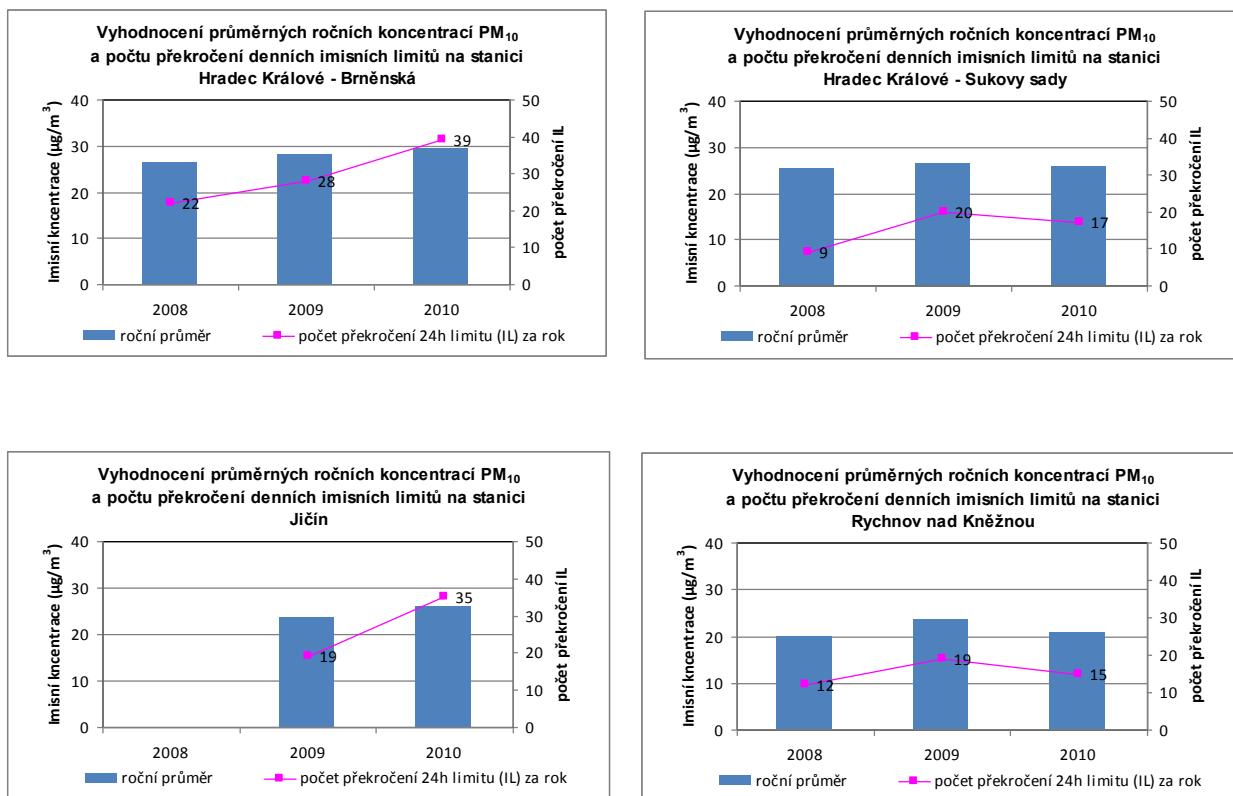 Vyhodnocení průměrných ročních koncentrací PM10
a počtu překročení denních imisních limitů na stanici
Hradec Králové - Brněnská
Imisní kncentrace (µg/m³)
40
30
20
10
0
50
40
30
20
10
0
počet překročení IL
22
28
39
2008
2009
2010
roční průměr
počet překročení 24h limitu (IL) za rok
Vyhodnocení průměrných ročních koncentrací PM10
a počtu překročení denních imisních limitů na stanici
Hradec Králové - Sukovy sady
Imisní kncentrace (µg/m³)
40
30
20
10
0
50
40
30
20
10
0
počet překročení IL
9
20
17
2008
2009
2010
roční průměr
počet překročení 24h limitu (IL) za rok
Vyhodnocení průměrných ročních koncentrací PM10
a počtu překročení denních imisních limitů na stanici
Jičín
Imisní kncentrace (µg/m³)
40
30
20
10
0
50
40
30
20
10
0
počet překročení IL
19
35
2008
2009
2010
roční průměr
počet překročení 24h limitu (IL) za rok
Vyhodnocení průměrných ročních koncentrací PM10
a počtu překročení denních imisních limitů na stanici
Rychnov nad Kněžnou
Imisní kncentrace (µg/m³)
40
30
20
10
0
50
40
30
20
10
0
počet překročení IL
12
19
15
2008
2009
2010
roční průměr
počet překročení 24h limitu (IL) za rok